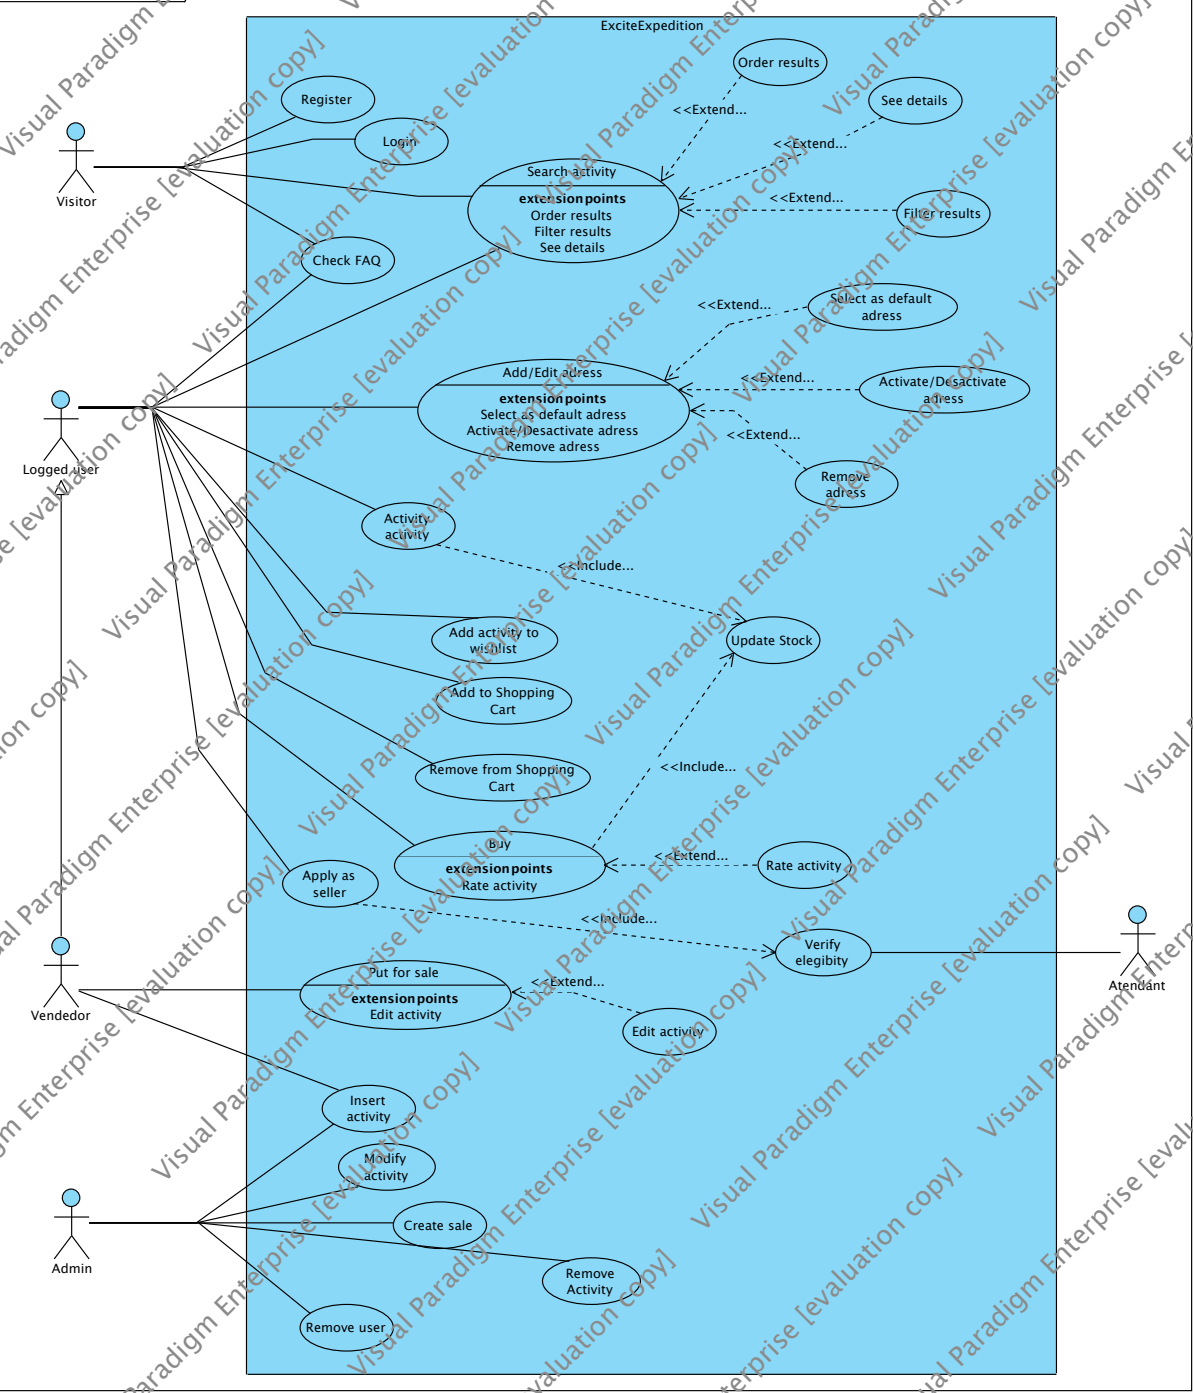 ExciteExpedition
Order results
<<Extend...
See details
<<Extend...
Register
Login
Visitor
Search activity
extension points
Order results
Filter results
See details
<<Extend...
Filter results
Check FAQ
Select as default
adress
<<Extend...
Add/Edit adress
extension points
Select as default adress
Activate/Desactivate adress
Remove adress
<<Extend...
Activate/Desactivate
adress
<<Extend...
Remove
adress
Logged user
Activity
activity
<<Include...
Add activity to
wishlist
Update Stock
Add to Shopping
Cart
Remove from Shopping
Cart
<<Include...
Buy
extension points
Rate activity
<<Extend...
Rate activity
Apply as
seller
<<Include...
Verify
elegibity
Atendant
Vendedor
Put for sale
extension points
Edit activity
<<Extend...
Edit activity
Insert
activity
Modify
activity
Create sale
Admin
Remove
Activity
Remove user
Visual Paradigm Enterprise [evaluation copy]